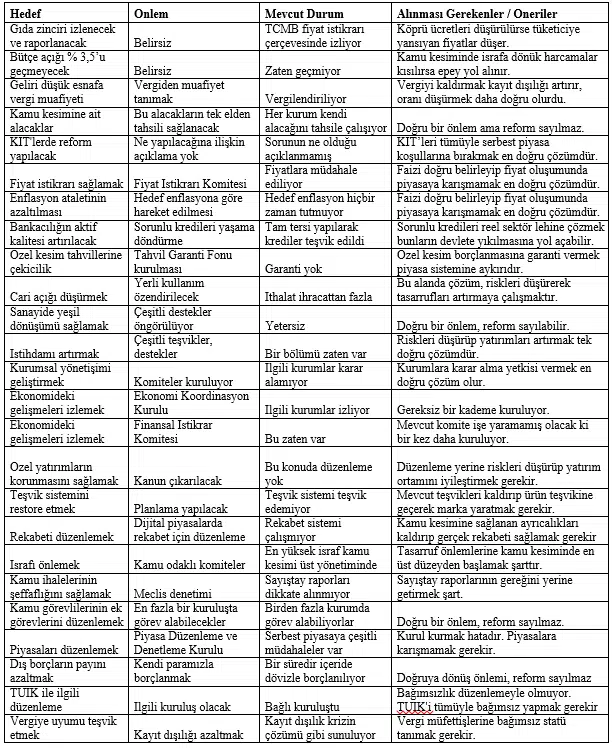 Hedef
Onlem
Mevcut Durum
Alınması Gerekenler / Oneriler
Gıda zinciri izlenecek
ve raporlanacak
Belirsiz
TCMB fiyat istikrarı
çerçevesinde izliyor
Köprü ücretleri düşürülürse tüketiciye
yansıyan fiyatlar düşer.
Bütçe açığı % 3,5’u
geçmeyecek
Belirsiz
Zaten geçmiyor
Kamu kesiminde israfa dönük harcamalar
kısılırsa epey yol alınır.
Geliri düşük esnafa
vergi muafiyeti
Vergiden muafiyet
tanımak
Vergilendiriliyor
Vergiyi kaldırmak kayıt dışılığı artırır,
oranı düşürmek daha doğru olurdu.
Kamu kesimine ait
alacaklar
Bu alacakların tek elden
tahsili sağlanacak
Her kurum kendi
alacağını tahsile çalışıyor
Doğru bir önlem ama reform sayılmaz.
KIT’lerde reform
yapılacak
Ne yapılacağına ilişkin
açıklama yok
Sorunun ne olduğu
açıklanmamış
KIT’leri tümüyle serbest piyasa
koşullarına bırakmak en doğru çözümdür.
Fiyat istikrarı sağlamak
Fiyat Istikrarı Komitesi
Fiyatlara müdahale
ediliyor
Faizi doğru belirleyip fiyat oluşumunda
piyasaya karışmamak en doğru çözümdür.
Enflasyon ataletinin
azaltılması
Hedef enflasyona göre
hareket edilmesi
Hedef enflasyon hiçbir
zaman tutmuyor
Faizi doğru belirleyip fiyat oluşumunda
piyasaya karışmamak en doğru çözümdür.
Bankacılığın aktif
kalitesi artırılacak
Sorunlu kredileri yaşama
döndürme
Tam tersi yapılarak
krediler teşvik edildi
Sorunlu kredileri reel sektör lehine çözmek
bunların devlete yıkılmasına yol açabilir.
Ozel kesim tahvillerine
çekicilik
Tahvil Garanti Fonu
kurulması
Garanti yok
Ozel kesim borçlanmasına garanti vermek
piyasa sistemine aykırıdır.
Cari açığı düşürmek
Yerli kullanım
özendirilecek
Ithalat ihracattan fazla
Bu alanda çözüm, riskleri düşürerek
tasarrufları artırmaya çalışmaktır.
Sanayide yeşil
dönüşümü sağlamak
Çeşitli destekler
öngörülüyor
Yetersiz
Doğru bir önlem, reform sayılabilir.
Istihdamı artırmak
Çeşitli teşvikler,
destekler
Bir bölümü zaten var
Riskleri düşürüp yatırımları artırmak tek
doğru çözümdür.
Kurumsal yönetişimi
geliştirmek
Komiteler kuruluyor
Ilgili kurumlar karar
alamıyor
Kurumlara karar alma yetkisi vermek en
doğru çözüm olur.
Ekonomideki
gelişmeleri izlemek
Ekonomi Koordinasyon
Kurulu
Ilgili kurumlar izliyor
Gereksiz bir kademe kuruluyor.
Ekonomideki
gelişmeleri izlemek
Finansal Istikrar
Komitesi
Bu zaten var
Mevcut komite işe yaramamış olacak ki
bir kez daha kuruluyor.
Ozel yatırımların
korunmasını sağlamak
Kanun çıkarılacak
Bu konuda düzenleme
yok
Düzenleme yerine riskleri düşürüp yatırım
ortamını iyileştirmek gerekir.
Teşvik sistemini
restore etmek
Planlama yapılacak
Teşvik sistemi teşvik
edemiyor
Mevcut teşvikleri kaldırıp ürün teşvikine
geçerek marka yaratmak gerekir.
Rekabeti düzenlemek
Dijital piyasalarda
rekabet için düzenleme
Rekabet sistemi
çalışmıyor
Kamu kesimine sağlanan ayrıcalıkları
kaldırıp gerçek rekabeti sağlamak gerekir
Israfı önlemek
Kamu odaklı komiteler
En yüksek israf kamu
kesimi üst yönetiminde
Tasarruf önlemlerine kamu kesiminde en
üst düzeyden başlamak şarttır.
Kamu ihalelerinin
şeffaflığını sağlamak
Meclis denetimi
Sayıştay raporları
dikkate alınmıyor
Sayıştay raporlarının gereğini yerine
getirmek şart.
Kamu görevlilerinin ek
görevlerini düzenlemek
En fazla bir kuruluşta
görev alabilecekler
Birden fazla kurumda
görev alabiliyorlar
Doğru bir önlem, reform sayılmaz.
Piyasaları düzenlemek
Piyasa Düzenleme ve
Denetleme Kurulu
Serbest piyasaya çeşitli
müdahaleler var
Kurul kurmak hatadır. Piyasalara
karışmamak gerekir.
Dış borçların payını
azaltmak
Kendi paramızla
borçlanmak
Bir süredir içeride
dövizle borçlanılıyor
Doğruya dönüş önlemi, reform sayılmaz
TUIK ile ilgili
düzenleme
Ilgili kuruluş olacak
Bağlı kuruluştu
Bağımsızlık düzenlemeyle olmuyor.
TUIK’i tümüyle bağımsız yapmak gerekir
Vergiye uyumu teşvik
etmek
Kayıt dışılığı azaltmak
Kayıt dışılık krizin
çözümü gibi sunuluyor
Vergi müfettişlerine bağımsız statü
tanımak gerekir.